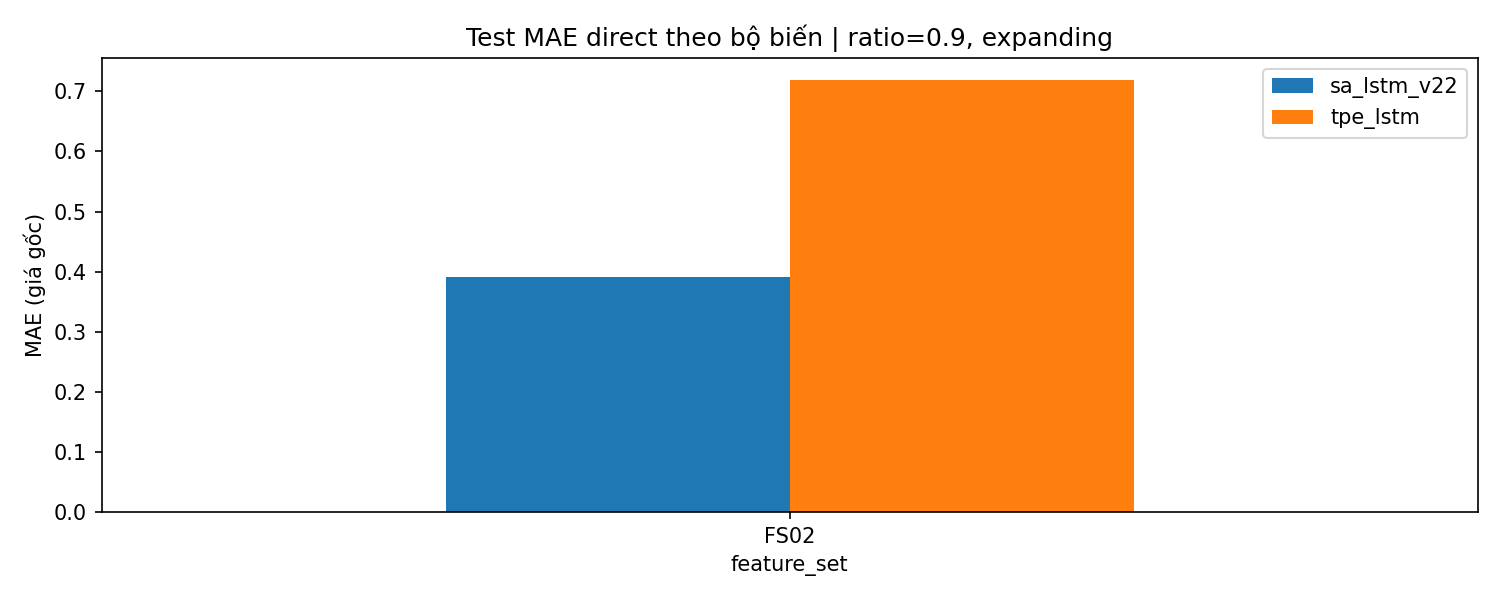 Test MAE direct theo bộ biến | ratio=0.9, expanding
sa_lstm_v22
tpe_lstm
MAE (giá gốc)
0.7
0.6
0.5
0.4
0.3
0.2
0.1
0.0
FS02
feature_set